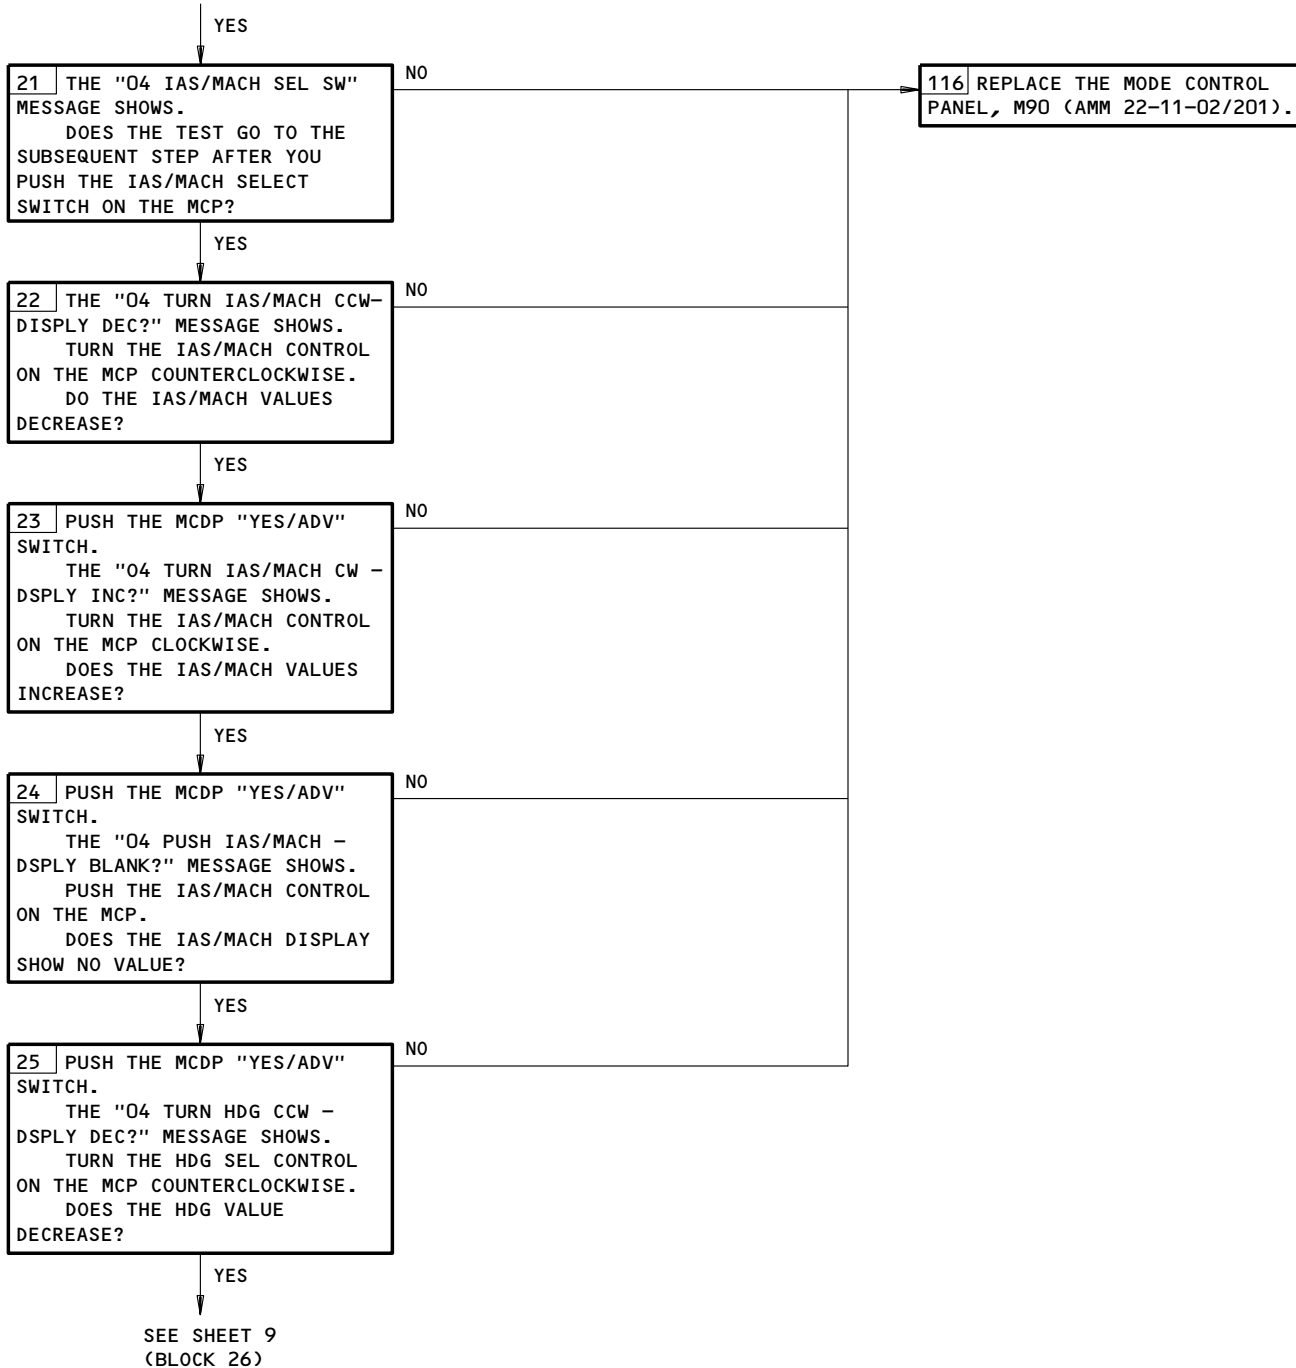 YES
21 THE "04 IAS/MACH SEL SW"
MESSAGE SHOWS.
DOES THE TEST GO TO THE
SUBSEQUENT STEP AFTER YOU
PUSH THE IAS/MACH SELECT
SWITCH ON THE MCP?
NO
116 REPLACE THE MODE CONTROL
PANEL, M90 (AMM 22-11-02/201).
YES
22 THE "04 TURN IAS/MACH CCW-
DISPLY DEC?" MESSAGE SHOWS.
TURN THE IAS/MACH CONTROL
ON THE MCP COUNTERCLOCKWISE.
DO THE IAS/MACH VALUES
DECREASE?
NO
YES
23 PUSH THE MCDP "YES/ADV"
SWITCH.
THE "04 TURN IAS/MACH CW -
DSPLY INC?" MESSAGE SHOWS.
TURN THE IAS/MACH CONTROL
ON THE MCP CLOCKWISE.
DOES THE IAS/MACH VALUES
INCREASE?
NO
YES
24 PUSH THE MCDP "YES/ADV"
SWITCH.
THE "04 PUSH IAS/MACH -
DSPLY BLANK?" MESSAGE SHOWS.
PUSH THE IAS/MACH CONTROL
ON THE MCP.
DOES THE IAS/MACH DISPLAY
SHOW NO VALUE?
NO
YES
25 PUSH THE MCDP "YES/ADV"
SWITCH.
THE "04 TURN HDG CCW -
DSPLY DEC?" MESSAGE SHOWS.
TURN THE HDG SEL CONTROL
ON THE MCP COUNTERCLOCKWISE.
DOES THE HDG VALUE
DECREASE?
NO
YES
SEE SHEET 9
(BLOCK 26)